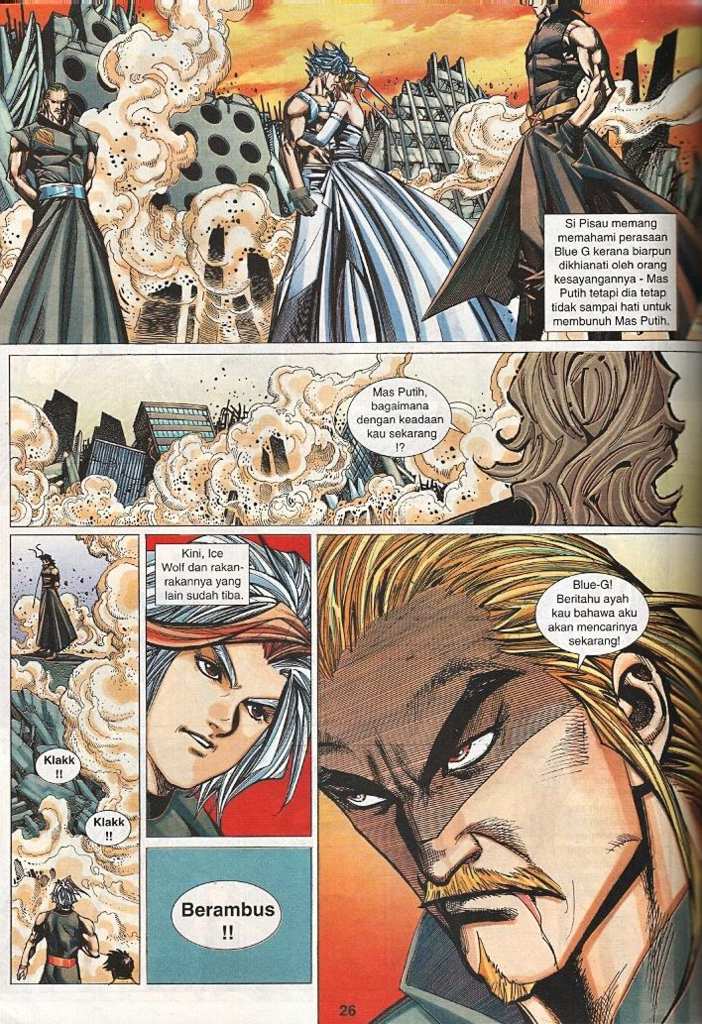 Si Pisau memang
memahami perasaan
Blue G kerana biarpun
dikhianati oleh orang
kesayangannya - Mas
Putih tetapi dia tetap
tidak sampai hati untuk
membunuh Mas Putih.
Mas Putih,
bagaimana
dengan keadaan
kau sekarang
!?
Klakk
!!
Klakk
!!
Kini, Ice
Wolf dan rakan-
rakannya yang
lain sudah tiba.
Berambus
!!
Blue-G!
Beritahu ayah
kau bahawa aku
akan mencarinya
sekarang!
26